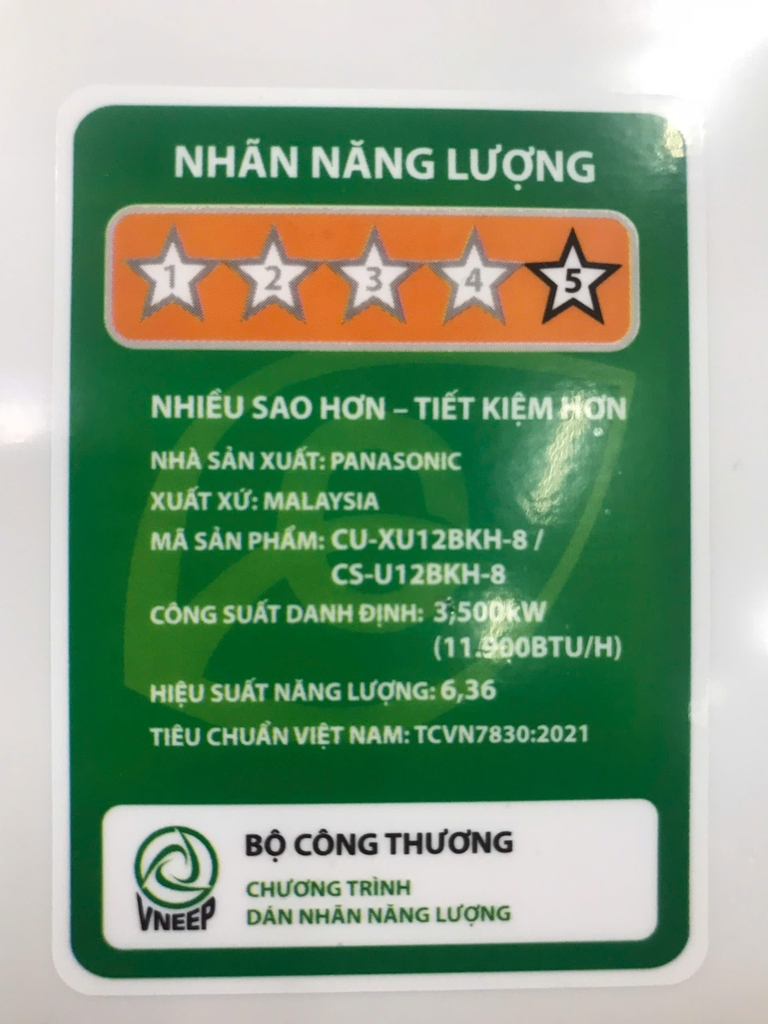 NHÃN NĂNG LƯỢNG
1 2 3 4 5
NHIỀU SAO HƠN – TIẾT KIỆM HƠN
NHÀ SẢN XUẤT: PANASONIC
XUẤT XỨ: MALAYSIA
MÃ SẢN PHẨM: CU-XU12BKH-8 /
CS-U12BKH-8
CÔNG SUẤT DANH ĐỊNH: 3,500kW
(11.900BTU/H)
HIỆU SUẤT NĂNG LƯỢNG: 6,36
TIÊU CHUẨN VIỆT NAM: TCVN7830:2021
BỘ CÔNG THƯƠNG
CHƯƠNG TRÌNH
DÁN NHÃN NĂNG LƯỢNG
VNEEP